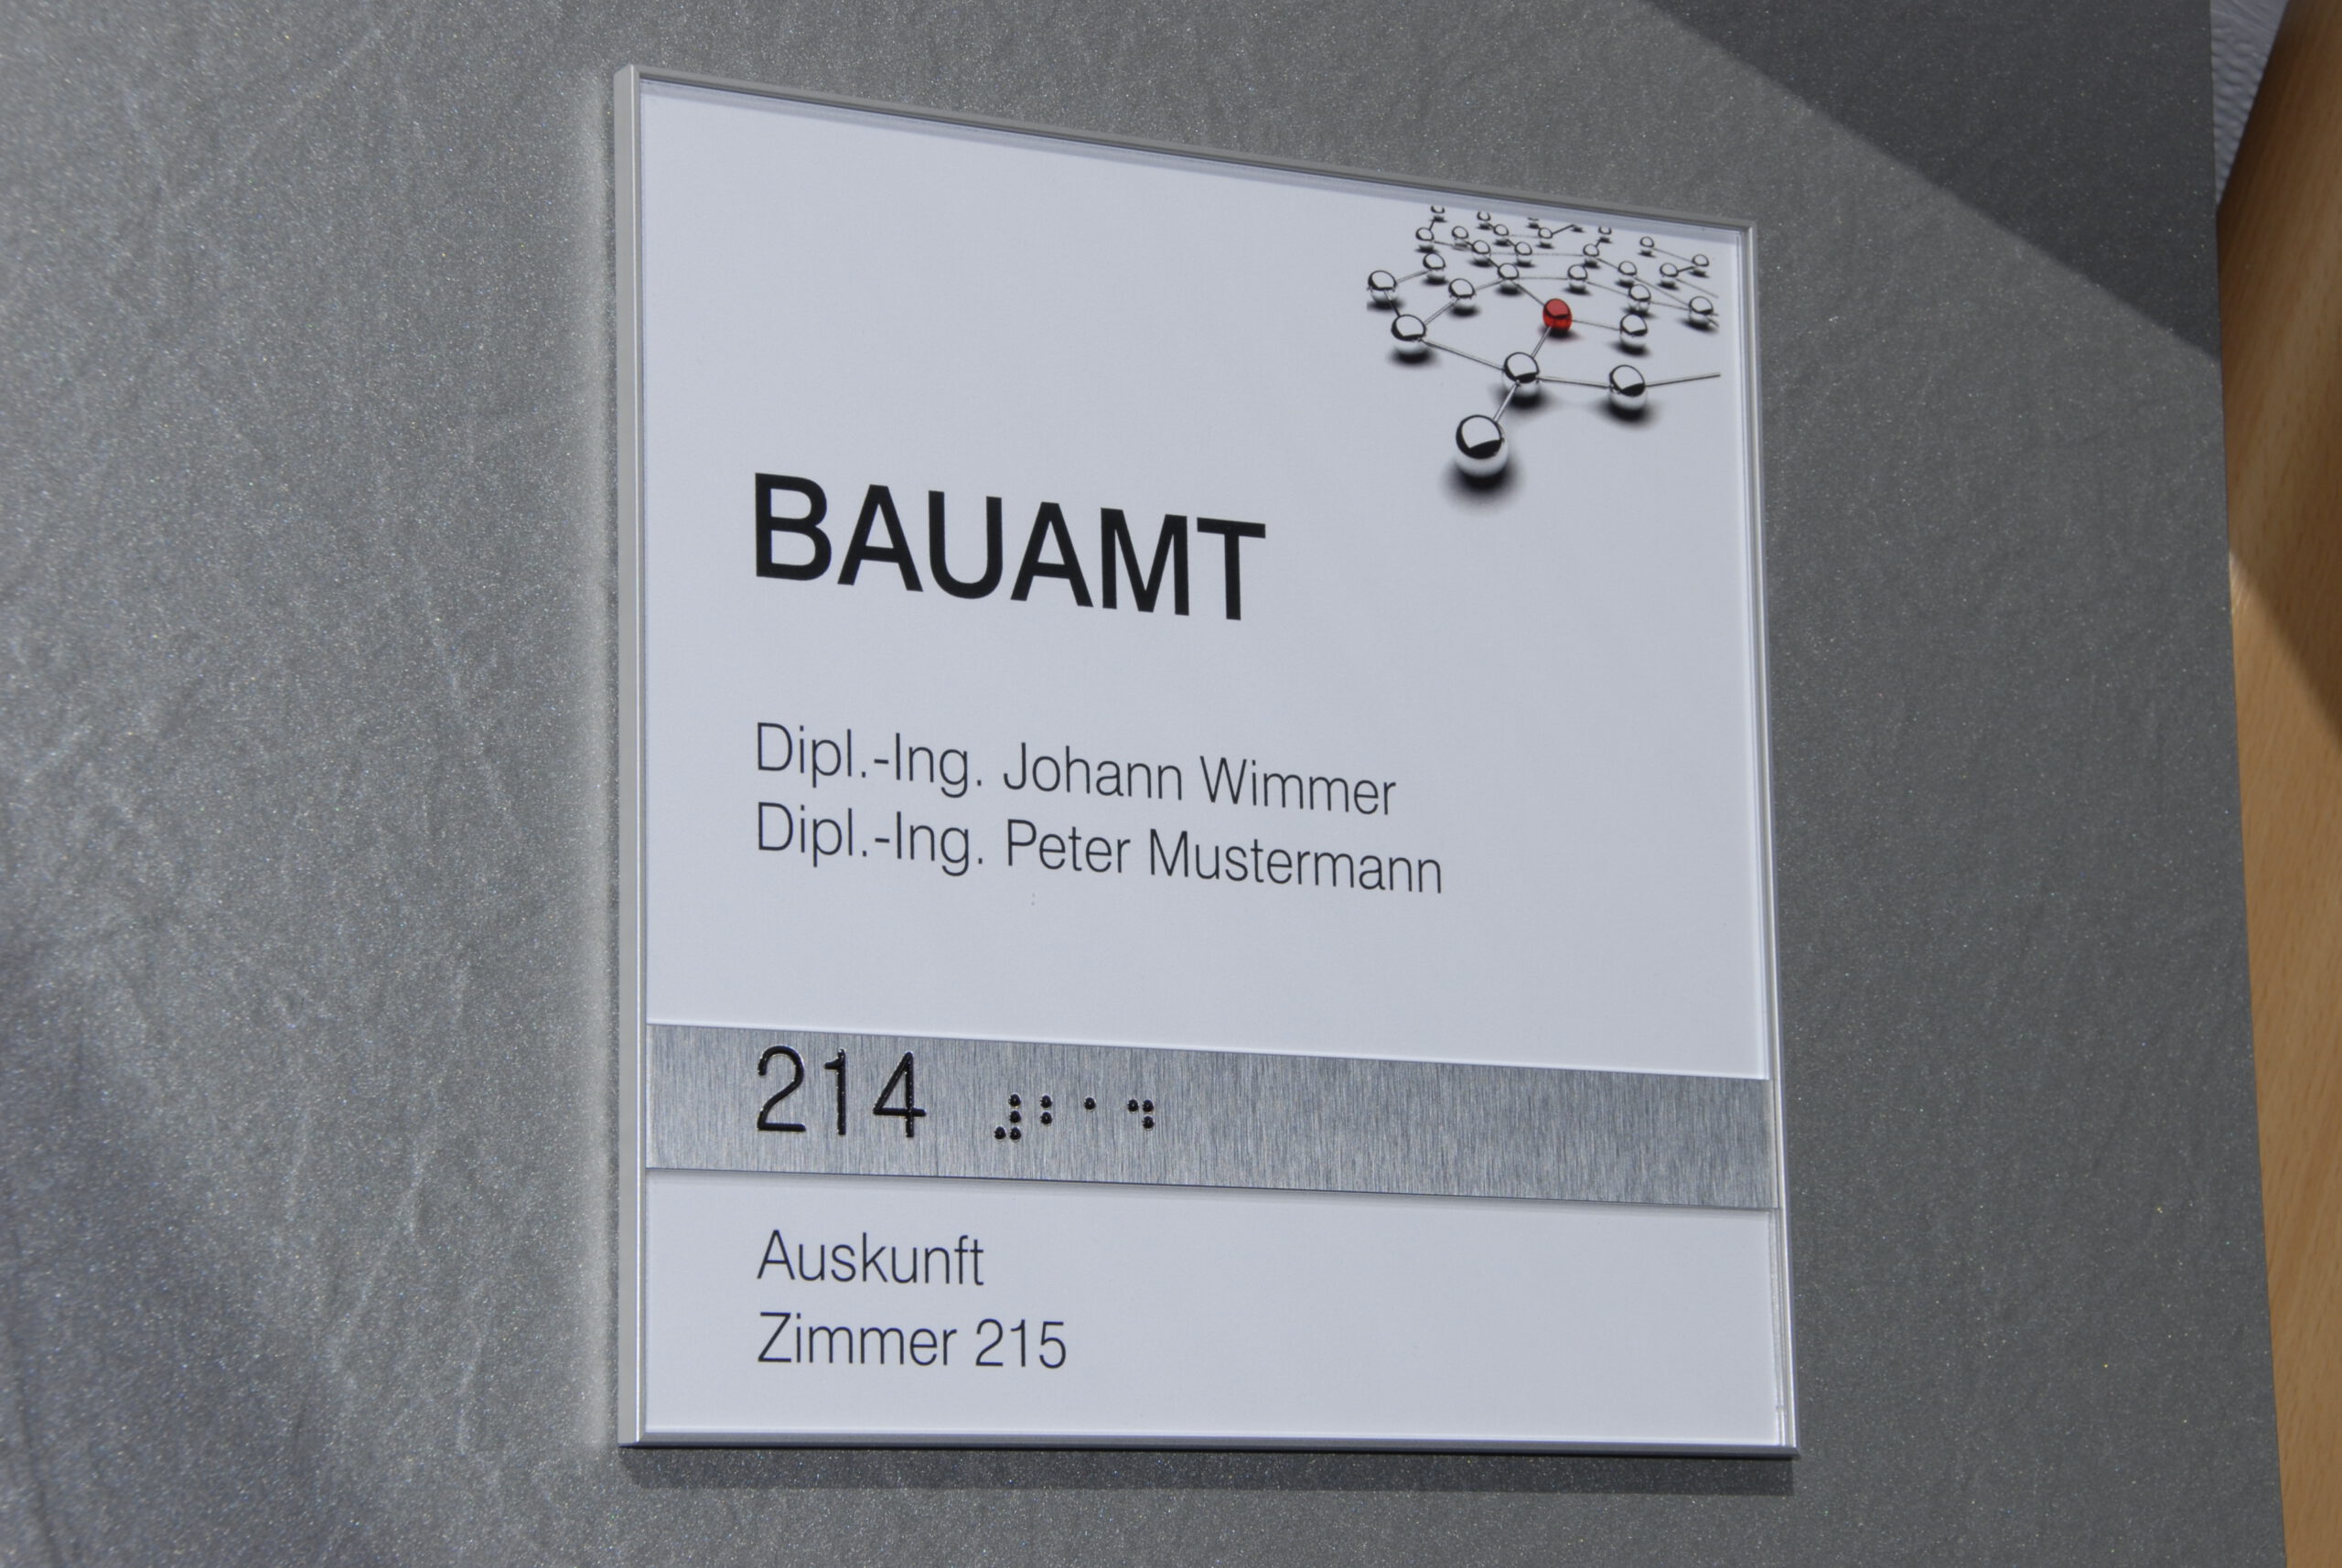 BAUAMT
Dipl.-Ing. Johann Wimmer
Dipl.-Ing. Peter Mustermann
214 ⠼⠃⠁⠙
Auskunft
Zimmer 215